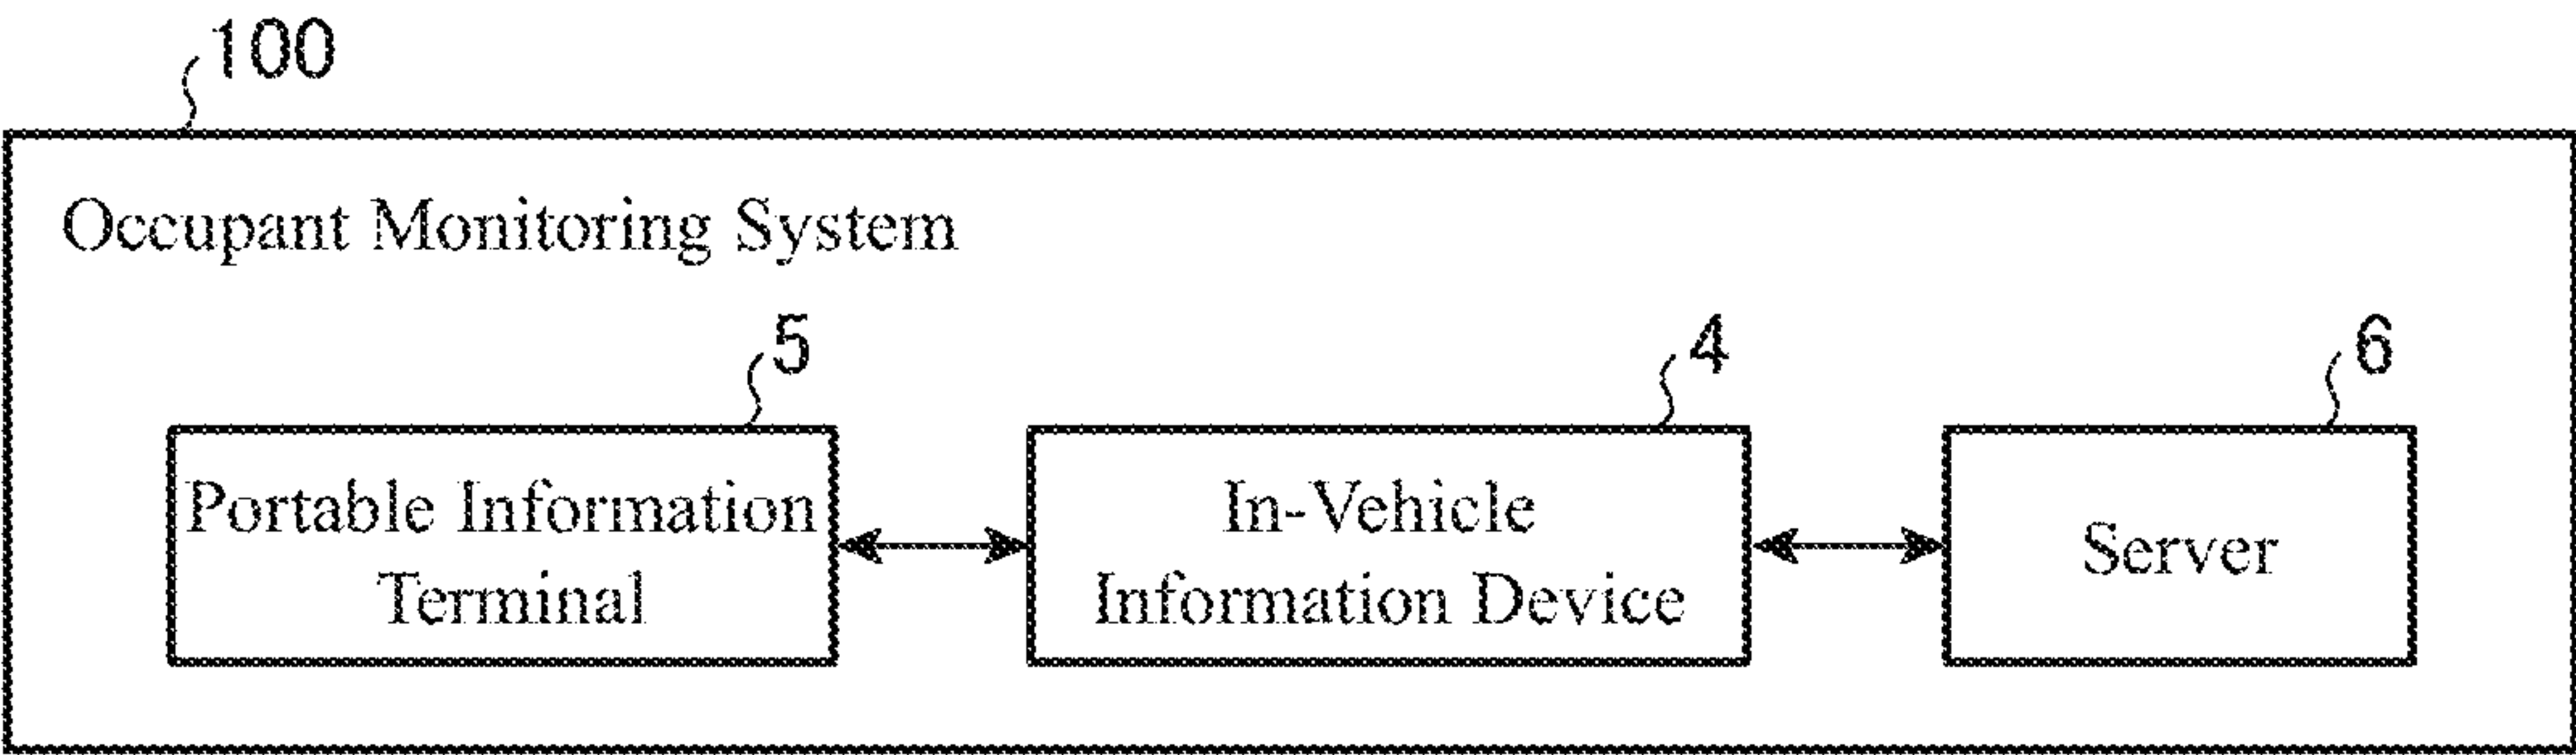 100
Occupant Monitoring System
5
4
6
Portable Information
Terminal
In-Vehicle
Information Device
Server